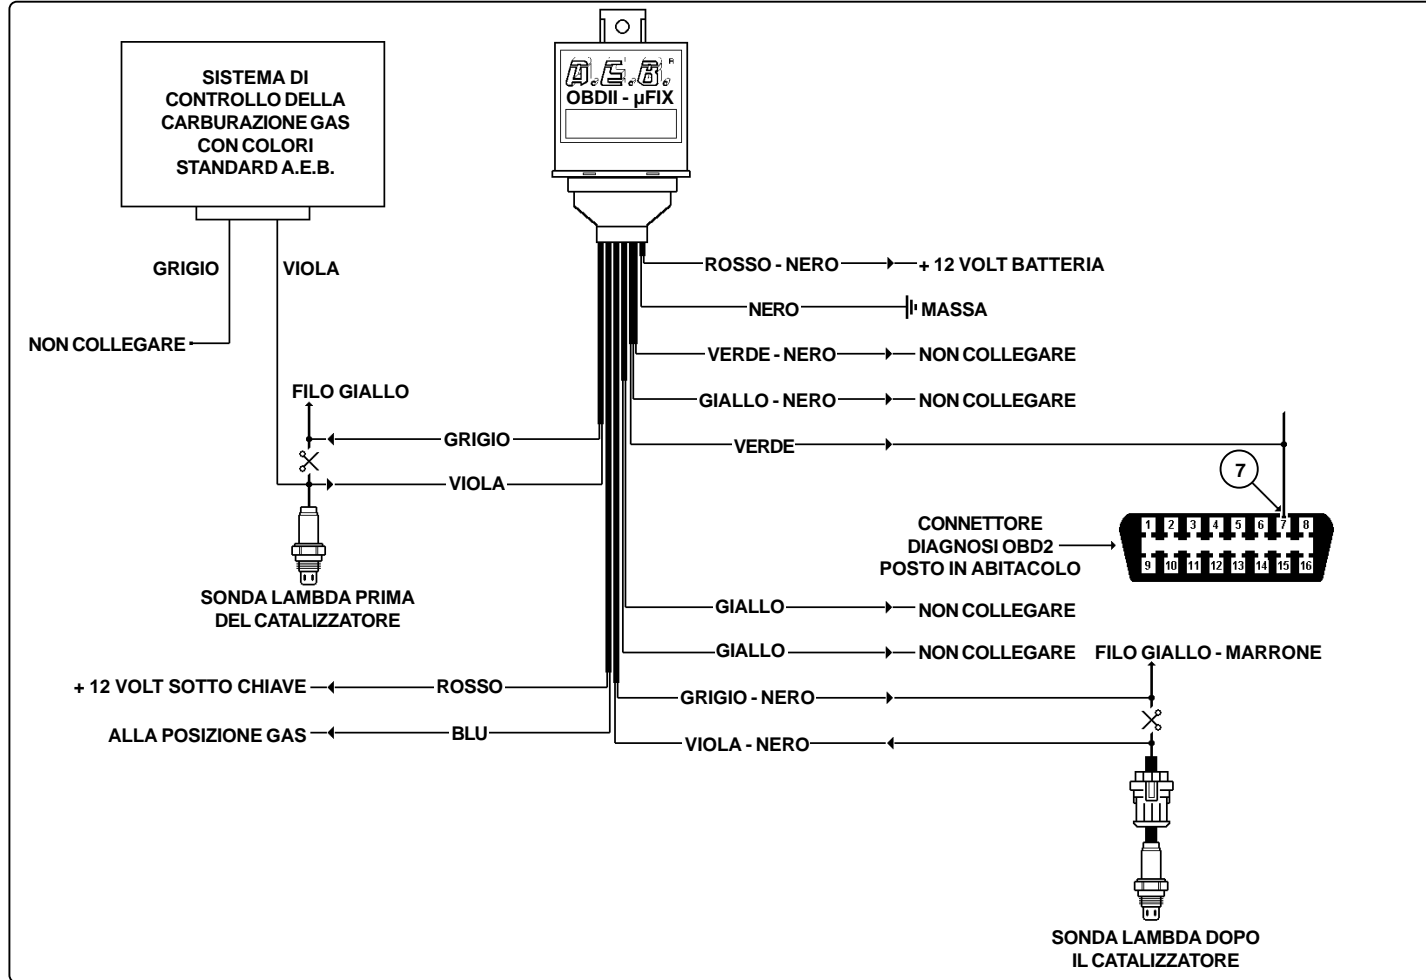 SISTEMA DI
CONTROLLO DELLA
CARBURAZIONE GAS
CON COLORI
STANDARD A.E.B.
A.E.B. R
OBDII - µFIX
GRIGIO
VIOLA
NON COLLEGARE
FILO GIALLO
GRIGIO
VIOLA
SONDA LAMBDA PRIMA
DEL CATALIZZATORE
+ 12 VOLT SOTTO CHIAVE
ROSSO
ALLA POSIZIONE GAS
BLU
ROSSO - NERO
+ 12 VOLT BATTERIA
NERO
MASSA
VERDE - NERO
NON COLLEGARE
GIALLO - NERO
NON COLLEGARE
VERDE
7
CONNETTORE
DIAGNOSI OBD2
POSTO IN ABITACOLO
1 2 3 4 5 6 7 8
9 10 11 12 13 14 15 16
GIALLO
NON COLLEGARE
GIALLO
NON COLLEGARE
FILO GIALLO - MARRONE
GRIGIO - NERO
VIOLA - NERO
SONDA LAMBDA DOPO
IL CATALIZZATORE